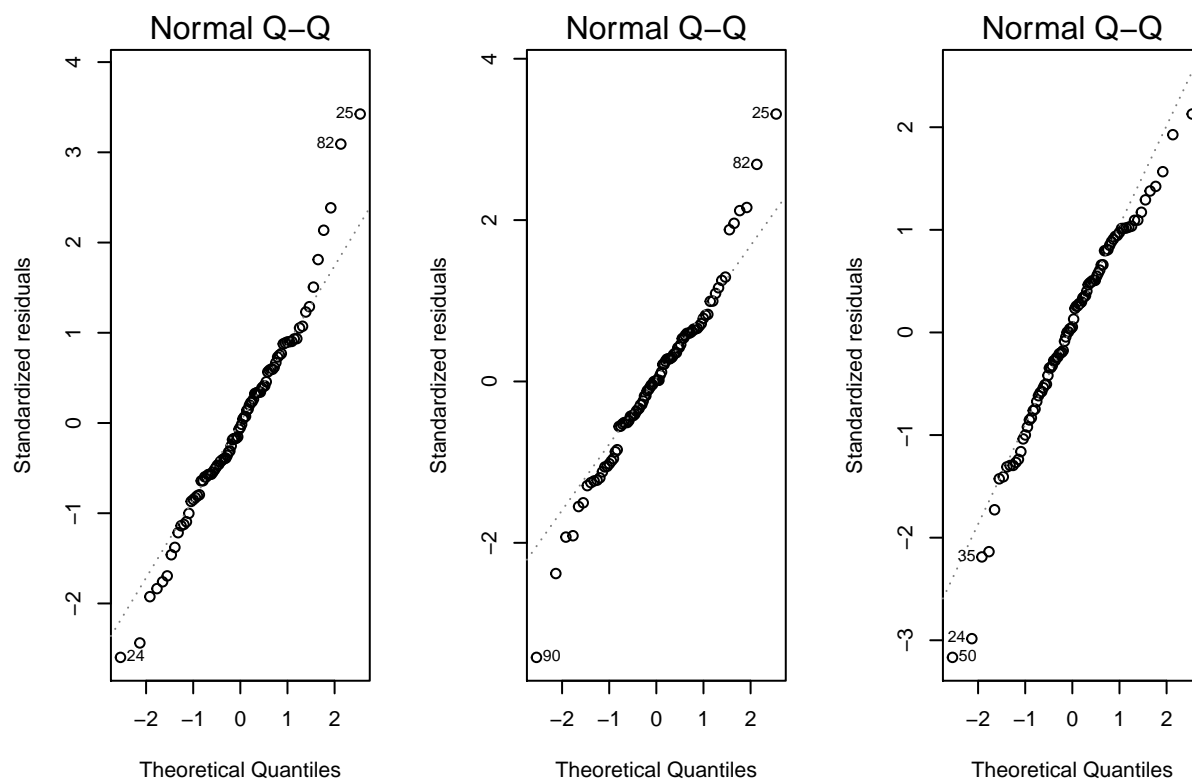 Normal Q−Q
4
3
2
1
0
−1
−2
Standardized residuals
25
82
24
−2 −1 0 1 2
Theoretical Quantiles
Normal Q−Q
4
2
0
−2
Standardized residuals
25
82
90
−2 −1 0 1 2
Theoretical Quantiles
Normal Q−Q
2
1
0
−1
−2
−3
Standardized residuals
35
24
50
−2 −1 0 1 2
Theoretical Quantiles